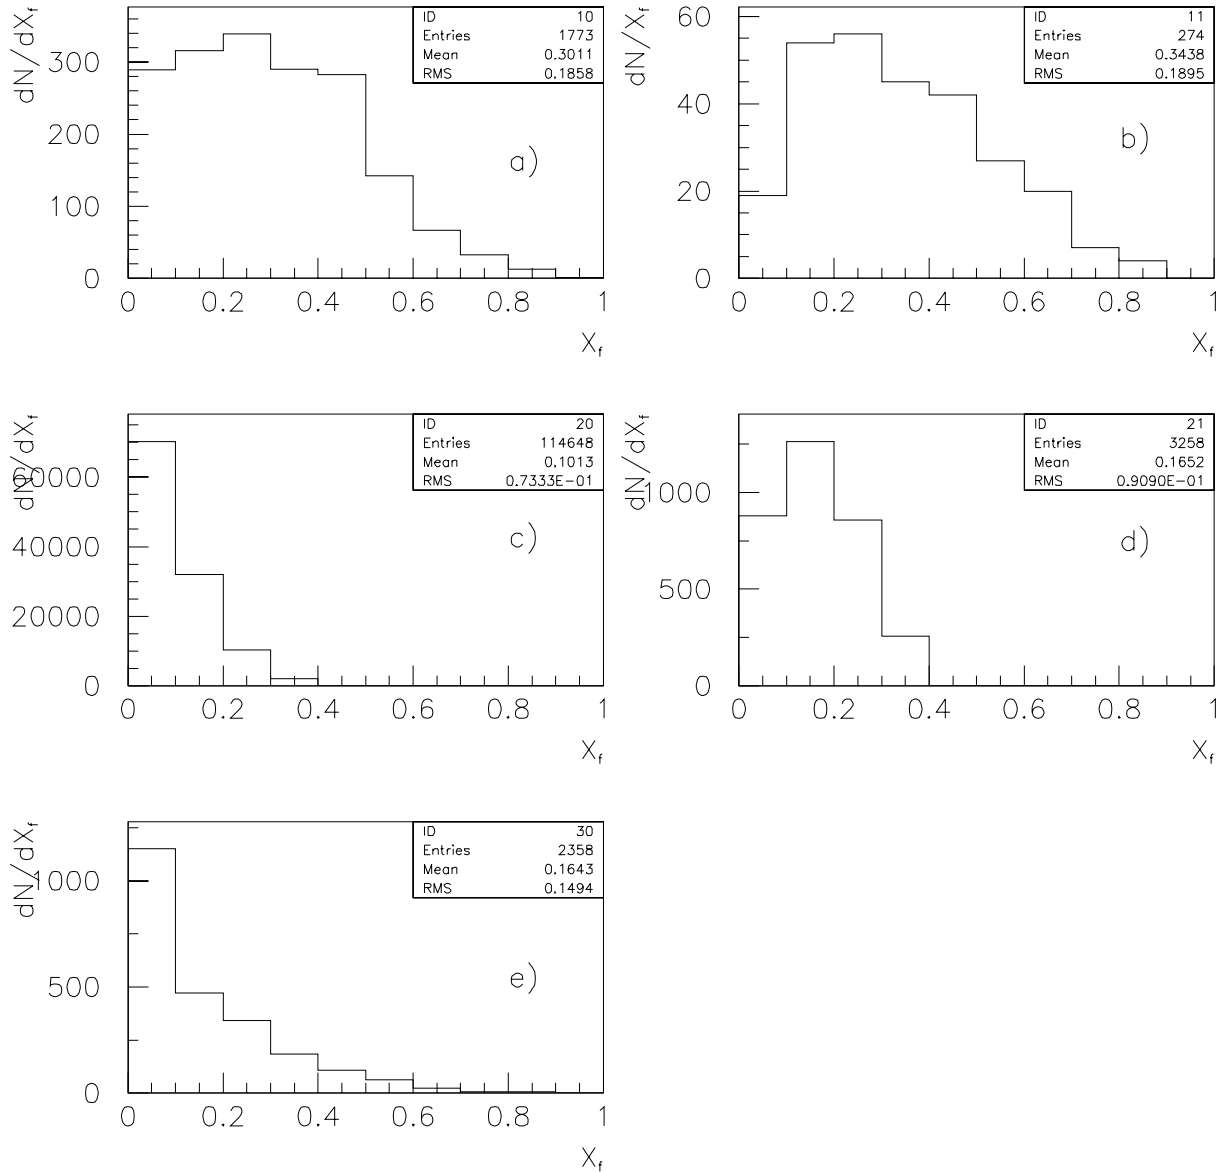 dN/dX_f
ID 10
Entries 1773
Mean 0.3011
RMS 0.1858
300
200
100
0
a)
0 0.2 0.4 0.6 0.8 1
X_f
dN/X_f
ID 11
Entries 274
Mean 0.3438
RMS 0.1895
60
40
20
0
b)
0 0.2 0.4 0.6 0.8 1
X_f
dN/dX_f
ID 20
Entries 114648
Mean 0.1013
RMS 0.7333E-01
60000
40000
20000
0
c)
0 0.2 0.4 0.6 0.8 1
X_f
dN/dX_f
ID 21
Entries 3258
Mean 0.1652
RMS 0.9090E-01
1000
500
0
d)
0 0.2 0.4 0.6 0.8 1
X_f
dN/dX_f
ID 30
Entries 2358
Mean 0.1643
RMS 0.1494
1000
500
0
e)
0 0.2 0.4 0.6 0.8 1
X_f